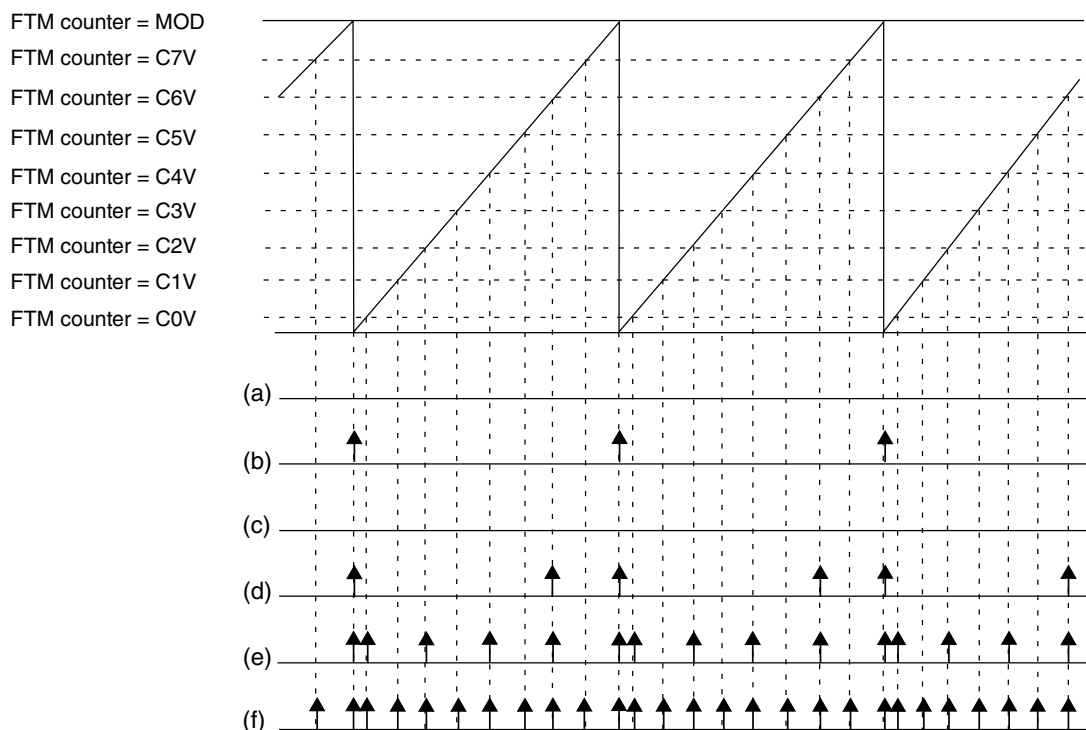 FTM counter = MOD
FTM counter = C7V
FTM counter = C6V
FTM counter = C5V
FTM counter = C4V
FTM counter = C3V
FTM counter = C2V
FTM counter = C1V
FTM counter = C0V
(a)
(b)
(c)
(d)
(e)
(f)